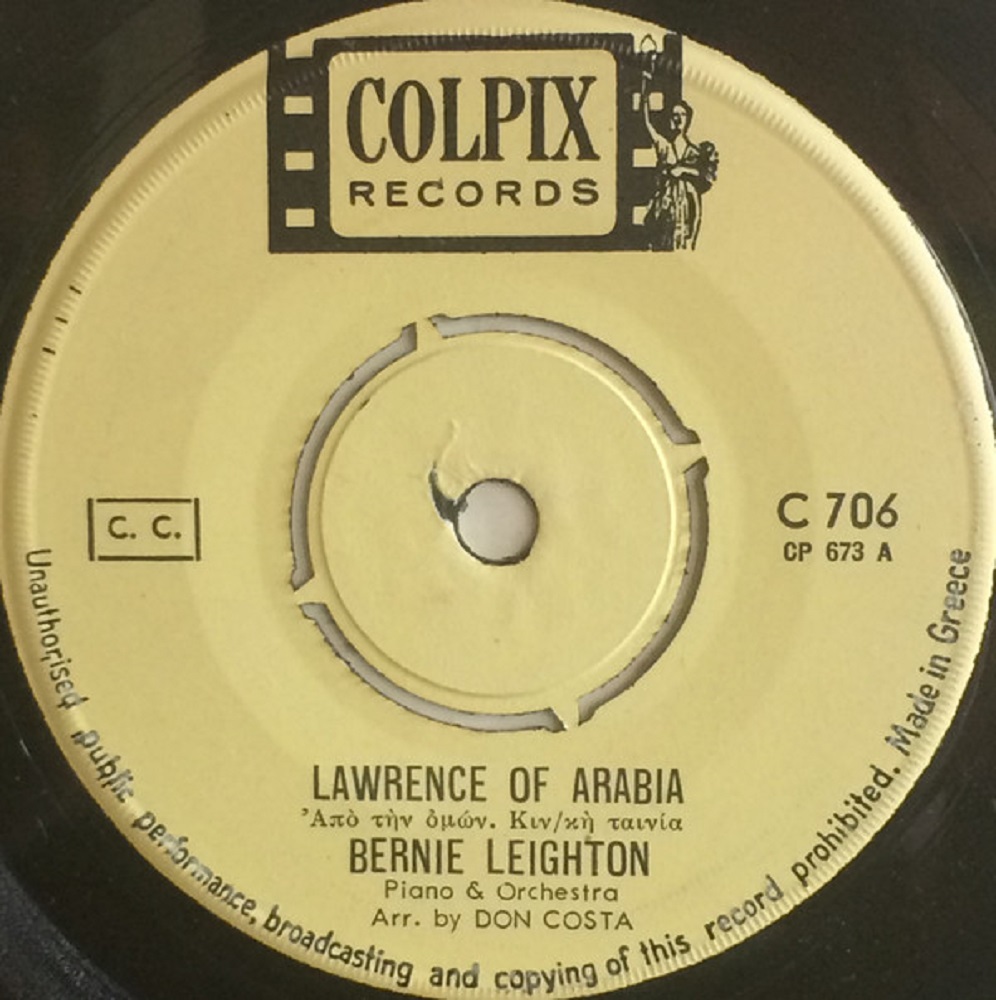 COLPIX
RECORDS
C. C.
C 706
CP 673 A
LAWRENCE OF ARABIA
Ἀπὸ τὴν ὁμών. Κιν/κὴ ταινία
BERNIE LEIGHTON
Piano & Orchestra
Arr. by DON COSTA
Unauthorised public performance, broadcasting and copying of this record prohibited. Made in Greece